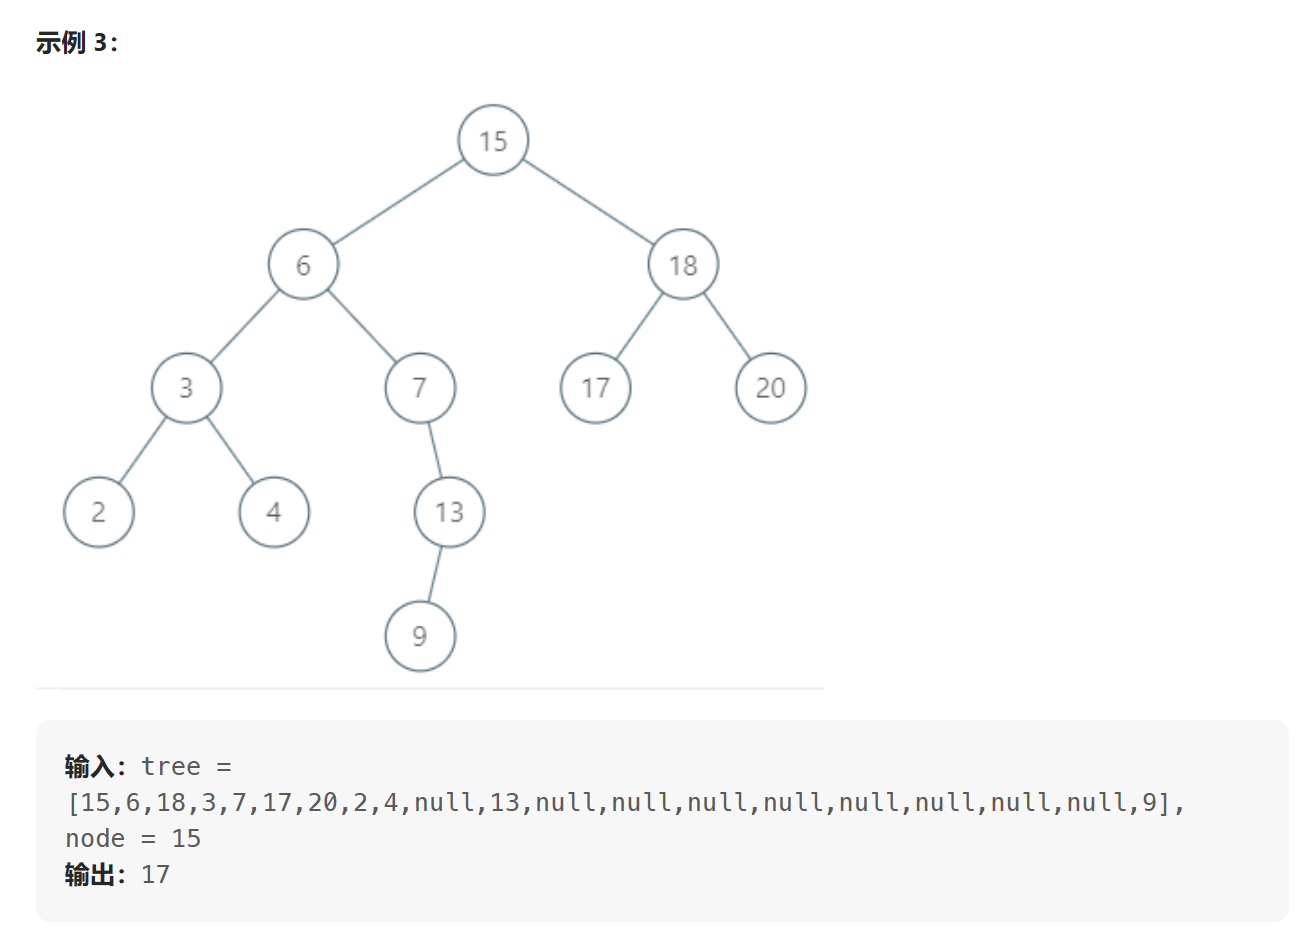 示例 3：
15
6
18
3
7
17
20
2
4
13
9
输入：tree =
[15,6,18,3,7,17,20,2,4,null,13,null,null,null,null,null,null,null,null,9],
node = 15
输出：17